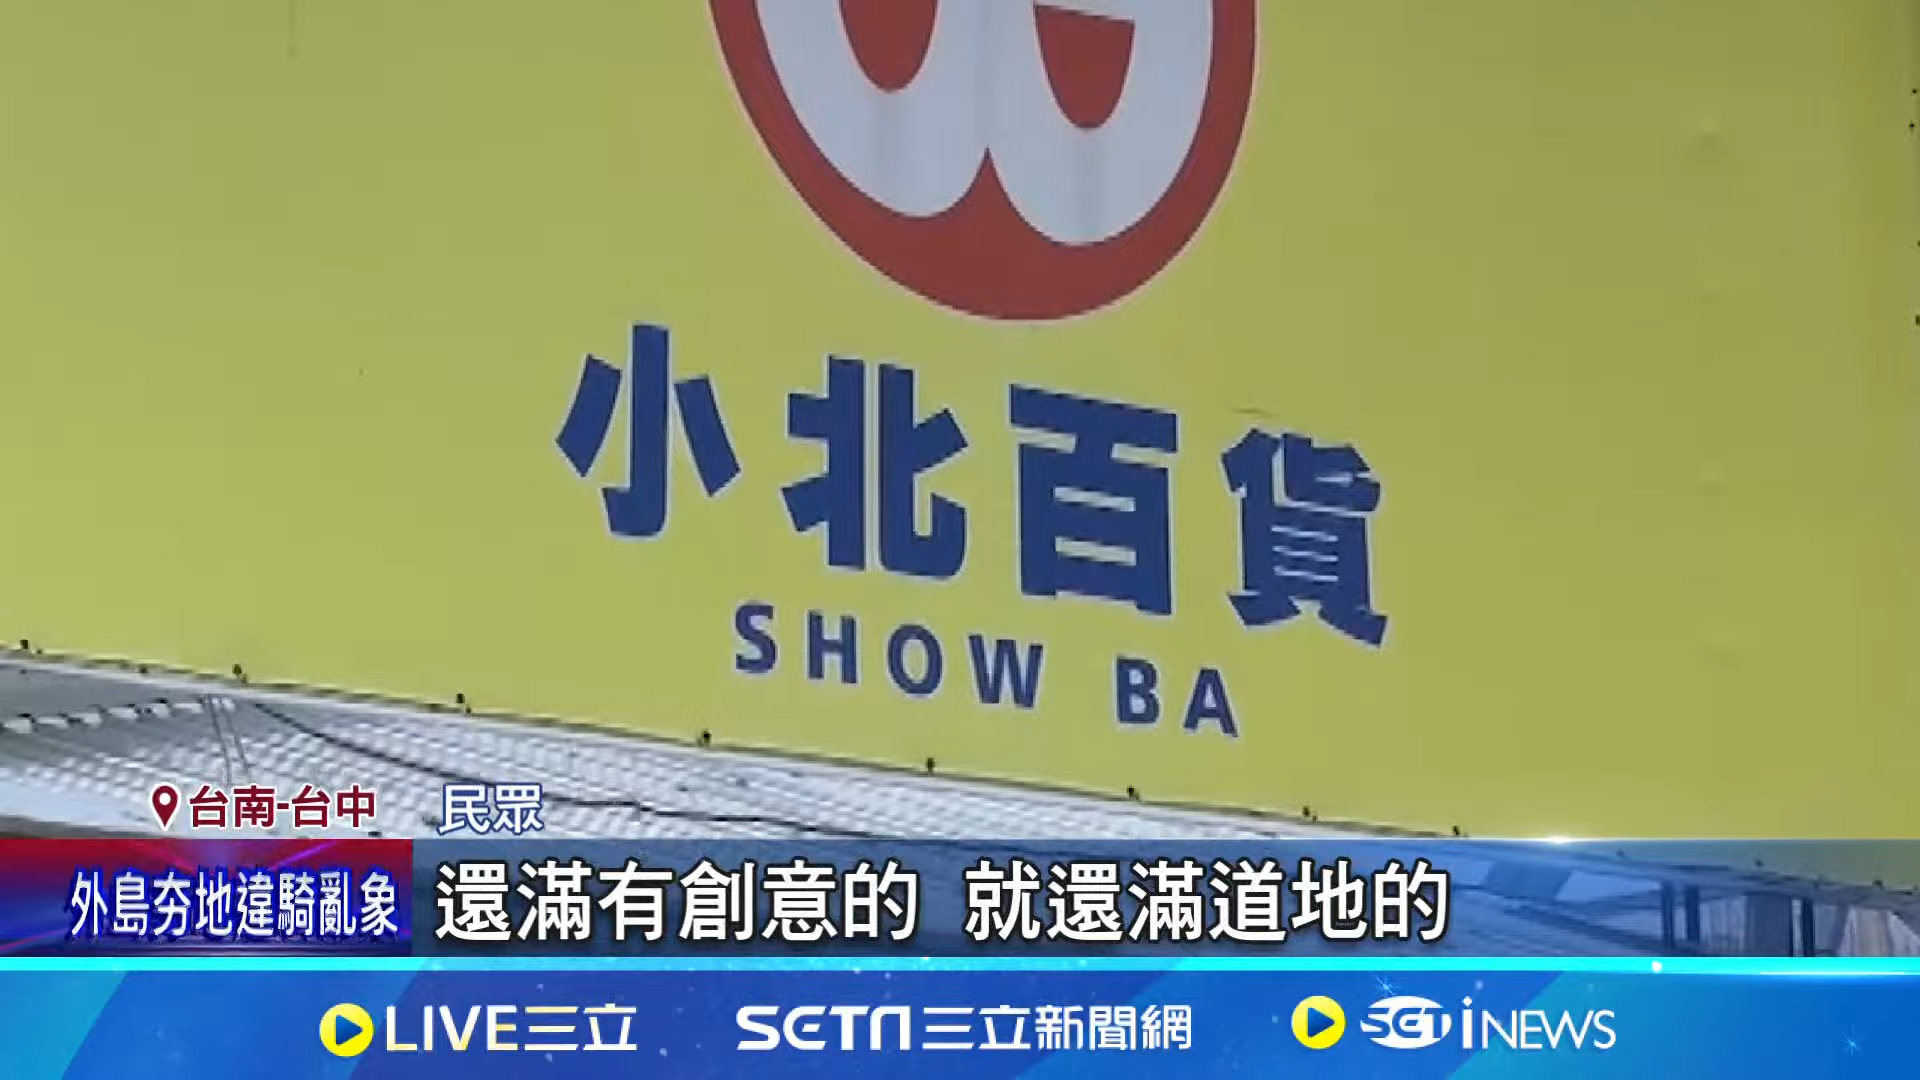 小北百貨
SHOW BA
台南-台中
民眾
外島夯地違騎亂象
還滿有創意的 就還滿道地的
LIVE三立
SETN三立新聞網
SETiNEWS